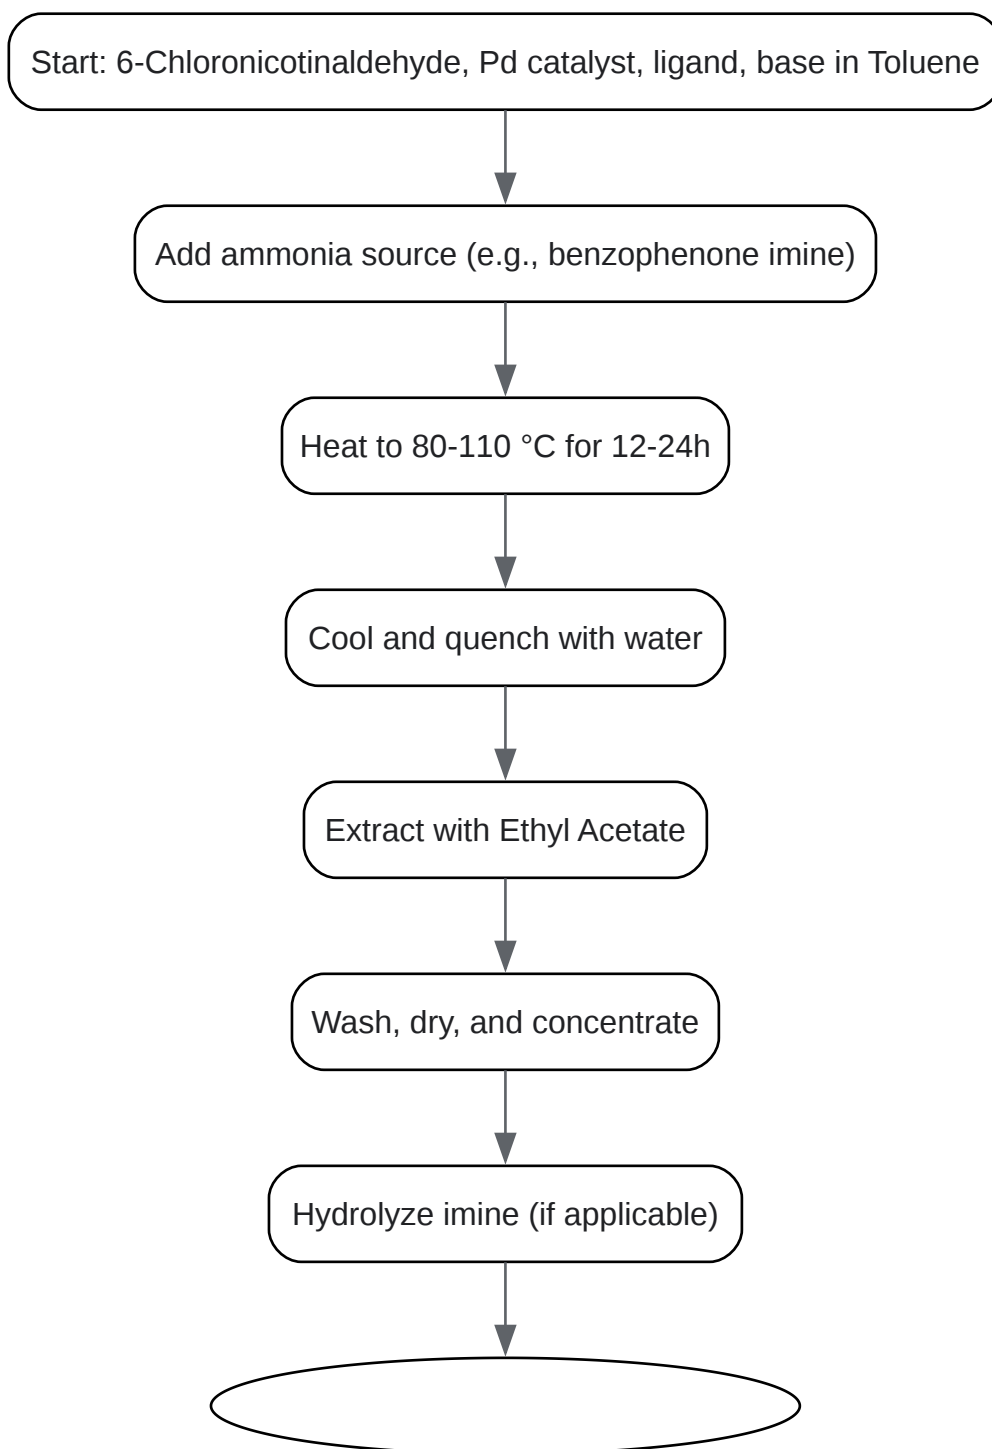 Start: 6-Chloronicotinaldehyde, Pd catalyst, ligand, base in Toluene
Add ammonia source (e.g., benzophenone imine)
Heat to 80-110 °C for 12-24h
Cool and quench with water
Extract with Ethyl Acetate
Wash, dry, and concentrate
Hydrolyze imine (if applicable)